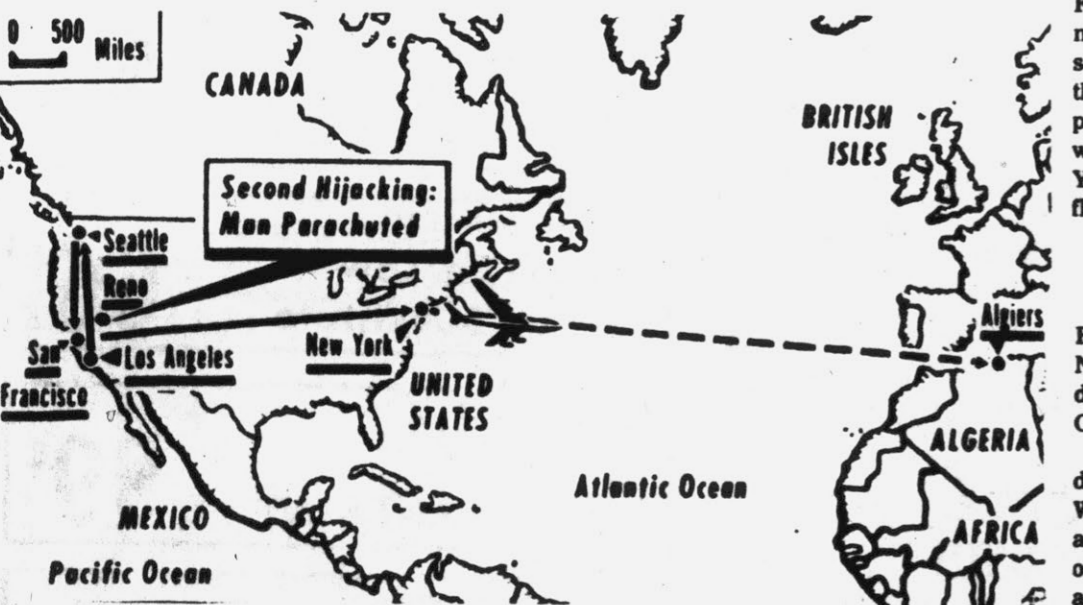 0 500 Miles
CANADA
BRITISH
ISLES
Second Hijacking:
Man Parachuted
Seattle
Reno
San
Francisco
Los Angeles
New York
UNITED
STATES
Algiers
ALGERIA
AFRICA
Atlantic Ocean
MEXICO
Pacific Ocean